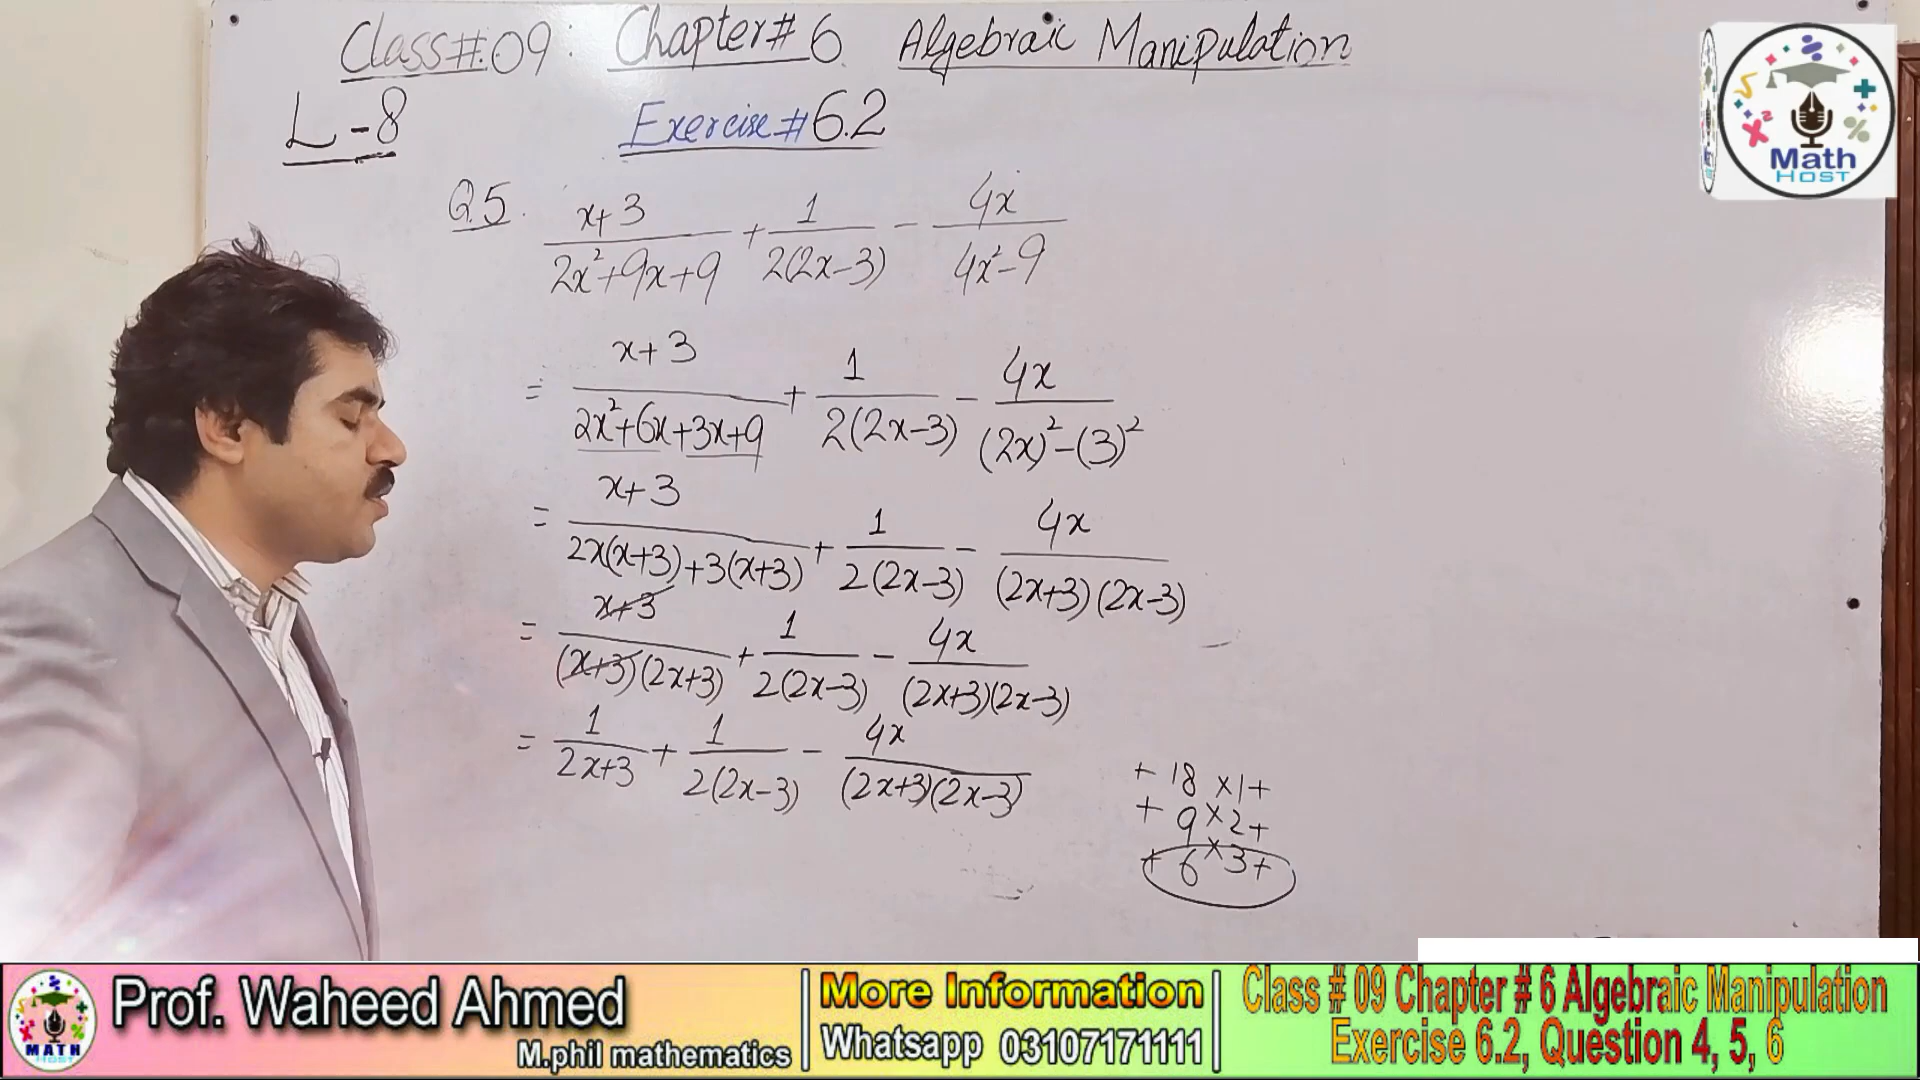 Class#:09: Chapter# 6 Algebraic Manipulation
L-8 Exercise# 6.2
Q.5. (x+3)/(2x²+9x+9) + 1/(2(2x-3)) - 4x/(4x²-9)
= (x+3)/(2x²+6x+3x+9) + 1/(2(2x-3)) - 4x/((2x)²-(3)²)
= (x+3)/(2x(x+3)+3(x+3)) + 1/(2(2x-3)) - 4x/((2x+3)(2x-3))
= (x+3)/((x+3)(2x+3)) + 1/(2(2x-3)) - 4x/((2x+3)(2x-3))
= 1/(2x+3) + 1/(2(2x-3)) - 4x/((2x+3)(2x-3))
+ 18 × 1 +
+ 9 × 2 +
+ 6 × 3 +
Math
HOST
MATH
HOST
Prof. Waheed Ahmed
M.phil mathematics
More Information
Whatsapp 03107171111
Class # 09 Chapter # 6 Algebraic Manipulation
Exercise 6.2, Question 4, 5, 6